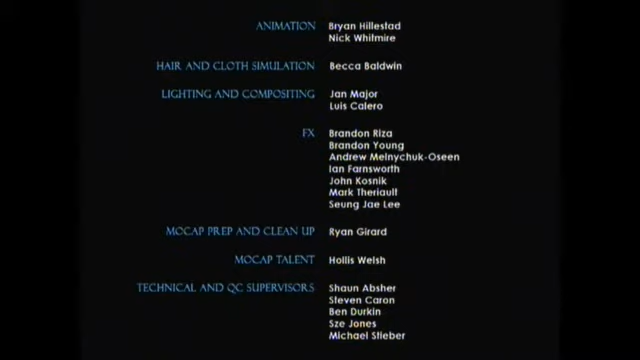 ANIMATION Bryan Hillestad
Nick Whitmire
HAIR AND CLOTH SIMULATION Becca Baldwin
LIGHTING AND COMPOSITING Jan Major
Luis Calero
FX Brandon Riza
Brandon Young
Andrew Melnychuk-Oseen
Ian Farnsworth
John Kosnik
Mark Theriault
Seung Jae Lee
MOCAP PREP AND CLEAN UP Ryan Girard
MOCAP TALENT Hollis Welsh
TECHNICAL AND QC SUPERVISORS Shaun Absher
Steven Caron
Ben Durkin
Sze Jones
Michael Stieber